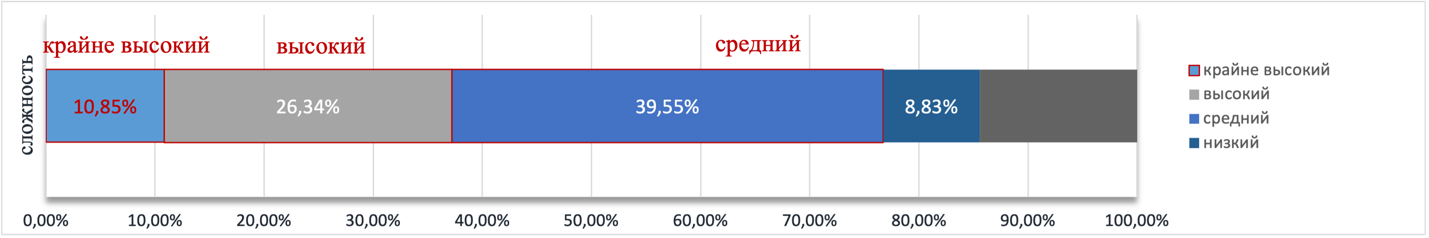 крайне высокий высокий средний
сложность
10,85% 26,34% 39,55% 8,83%
0,00% 10,00% 20,00% 30,00% 40,00% 50,00% 60,00% 70,00% 80,00% 90,00% 100,00%
крайне высокий
высокий
средний
низкий